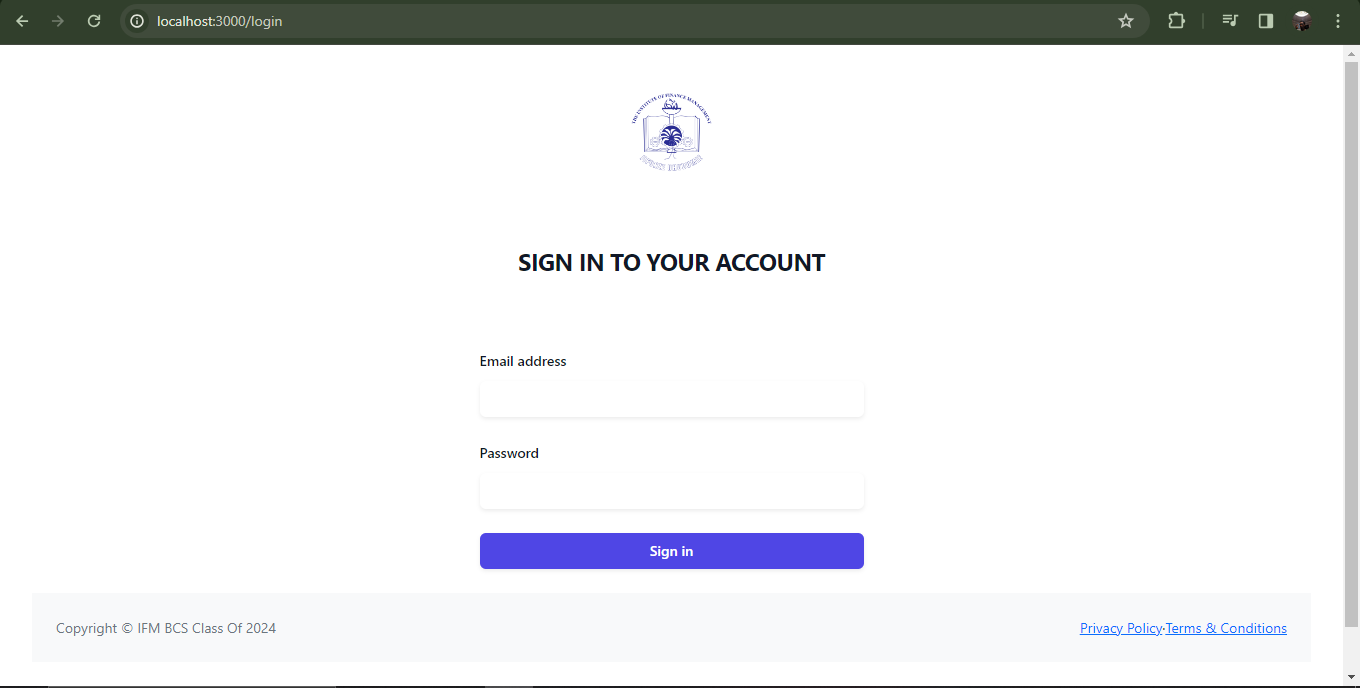 localhost:3000/login
THE INSTITUTE OF FINANCE MANAGEMENT
SIGN IN TO YOUR ACCOUNT
Email address
Password
Sign in
Copyright © IFM BCS Class Of 2024
Privacy Policy·Terms & Conditions